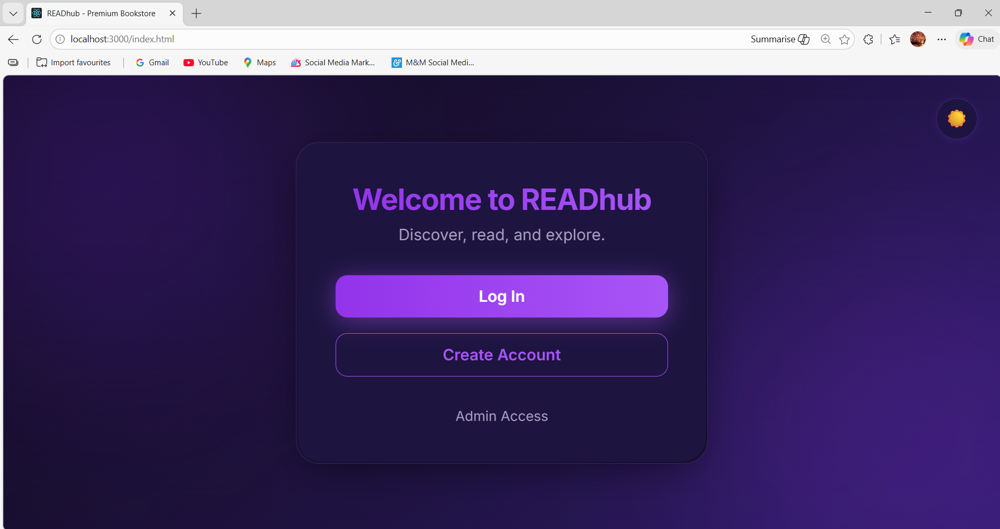 READhub - Premium Bookstore
localhost:3000/index.html
Summarise
Chat
Import favourites
Gmail
YouTube
Maps
Social Media Mark...
M&M Social Medi...
Welcome to READhub
Discover, read, and explore.
Log In
Create Account
Admin Access